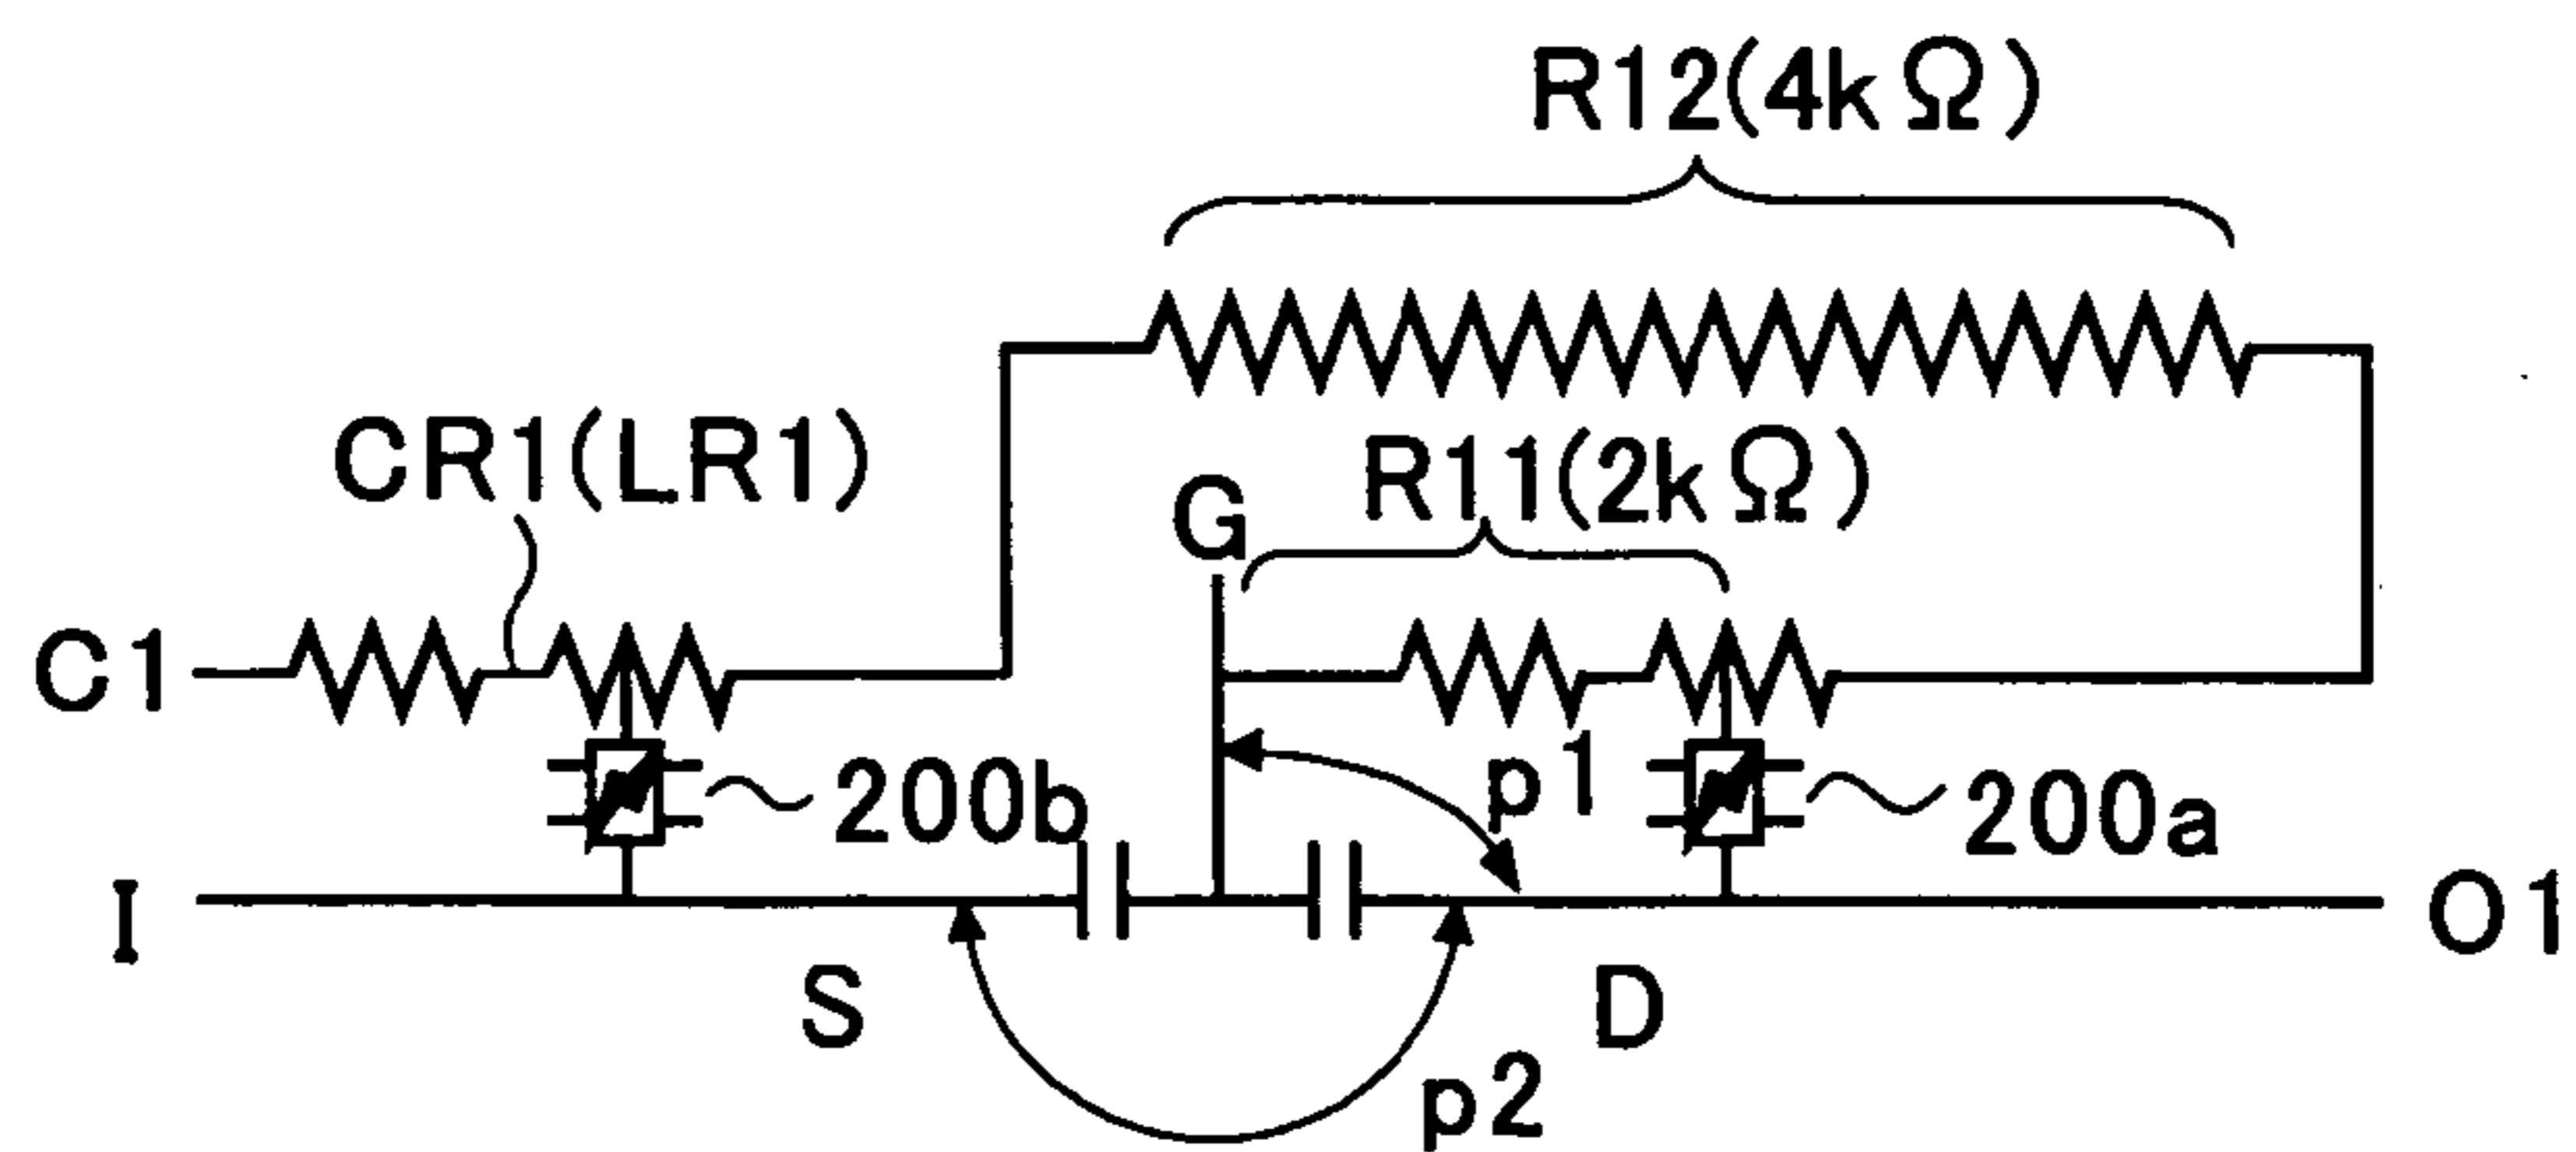 R12(4kΩ)
CR1(LR1)
G
R11(2kΩ)
C1
p1
200b
200a
I
O1
S
D
p2